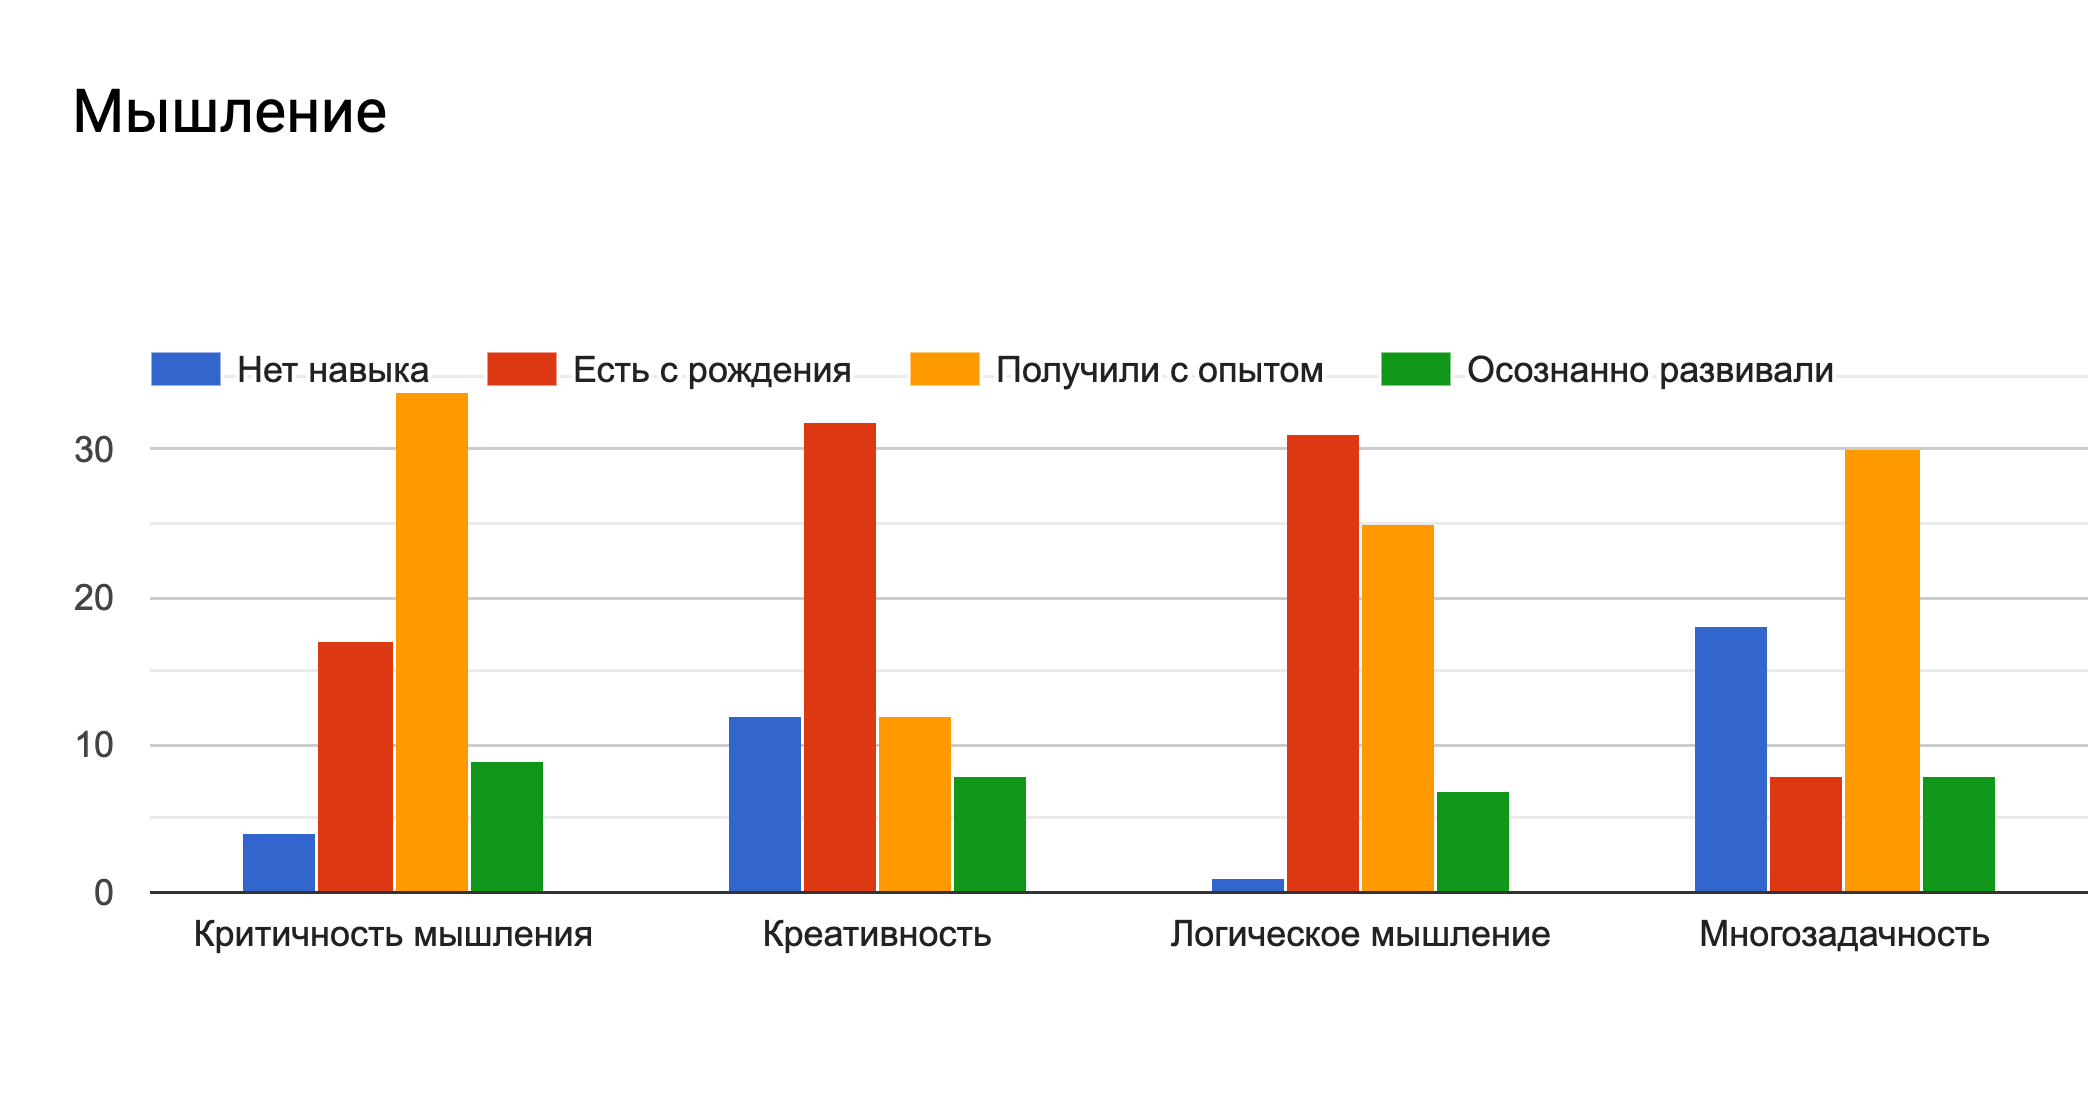 Мышление
Нет навыка Есть с рождения Получили с опытом Осознанно развивали
30
20
10
0
Критичность мышления Креативность Логическое мышление Многозадачность